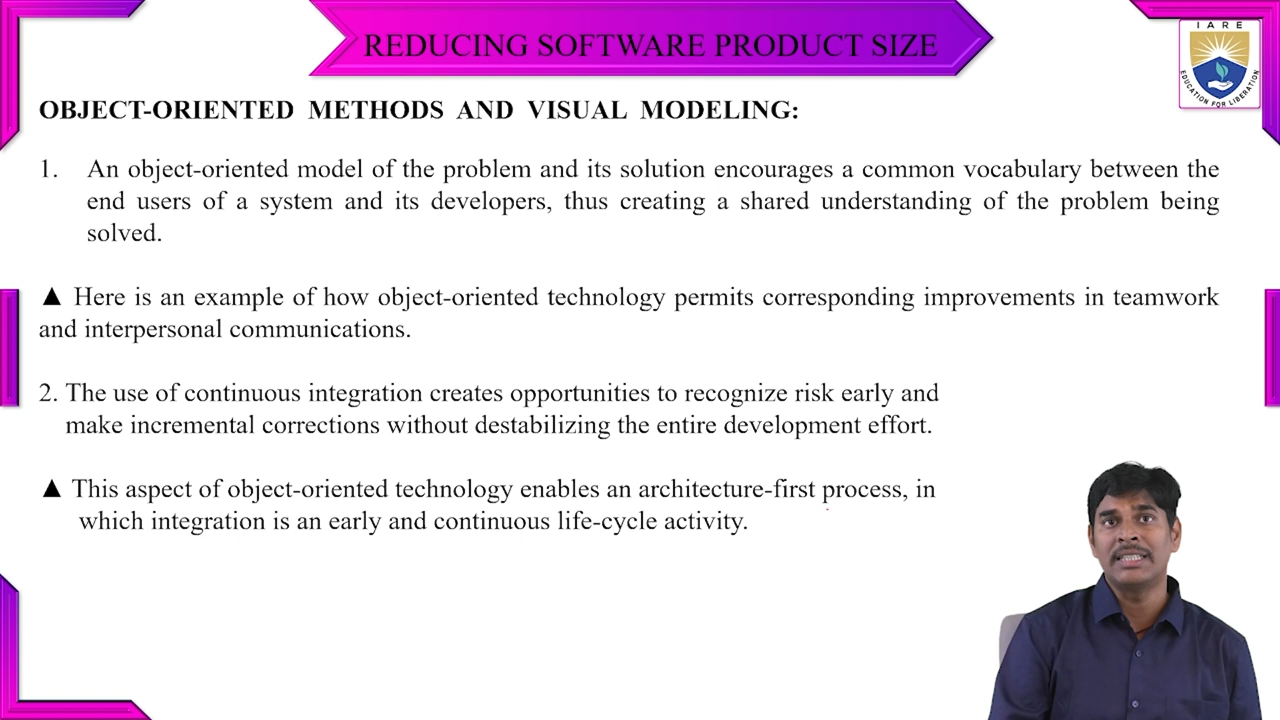 REDUCING SOFTWARE PRODUCT SIZE
IARE
EDUCATION FOR LIBERATION
OBJECT-ORIENTED METHODS AND VISUAL MODELING:
1. An object-oriented model of the problem and its solution encourages a common vocabulary between the
end users of a system and its developers, thus creating a shared understanding of the problem being
solved.
▲ Here is an example of how object-oriented technology permits corresponding improvements in teamwork
and interpersonal communications.
2. The use of continuous integration creates opportunities to recognize risk early and
make incremental corrections without destabilizing the entire development effort.
▲ This aspect of object-oriented technology enables an architecture-first process, in
which integration is an early and continuous life-cycle activity.